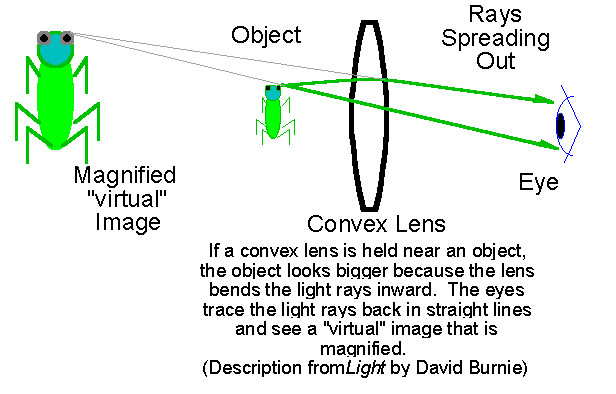 Object
Rays
Spreading
Out
Magnified
"virtual"
Image
Eye
Convex Lens
If a convex lens is held near an object,
the object looks bigger because the lens
bends the light rays inward.  The eyes
trace the light rays back in straight lines
and see a "virtual" image that is
magnified.
(Description fromLight by David Burnie)